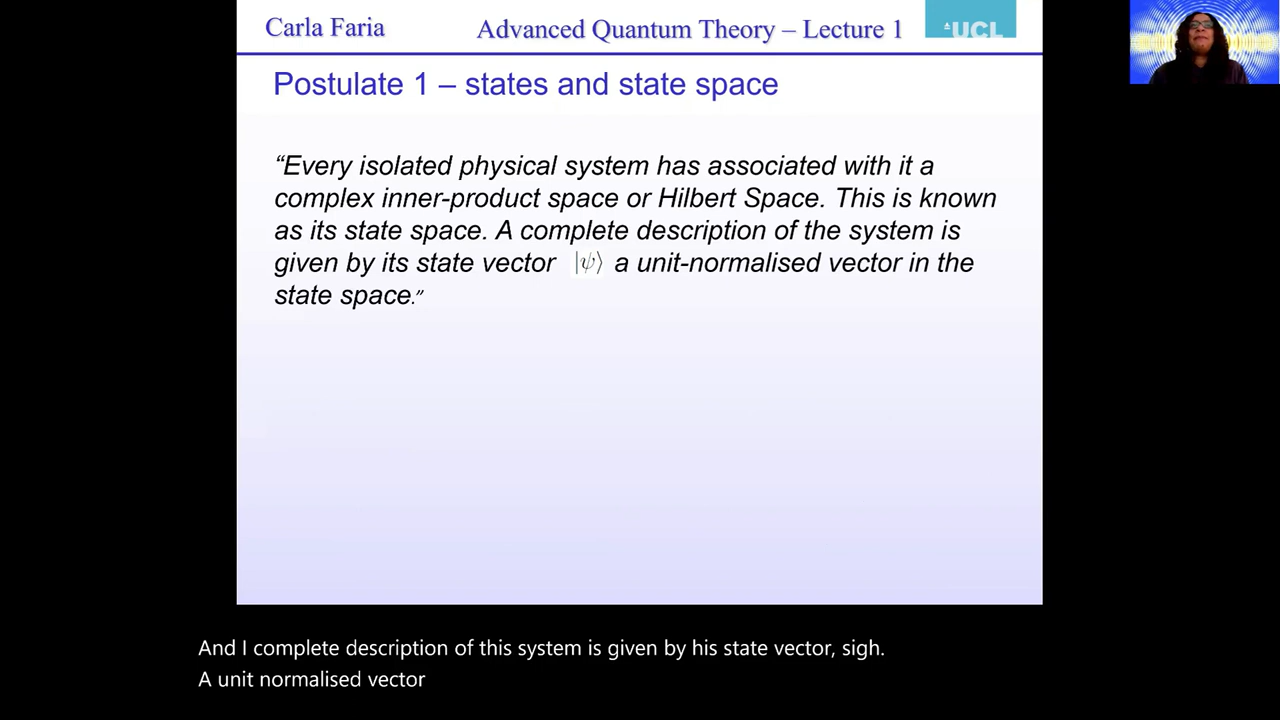 Carla Faria
Advanced Quantum Theory – Lecture 1
UCL
Postulate 1 – states and state space
“Every isolated physical system has associated with it a
complex inner-product space or Hilbert Space. This is known
as its state space. A complete description of the system is
given by its state vector |ψ⟩ a unit-normalised vector in the
state space.”
And I complete description of this system is given by his state vector, sigh.
A unit normalised vector